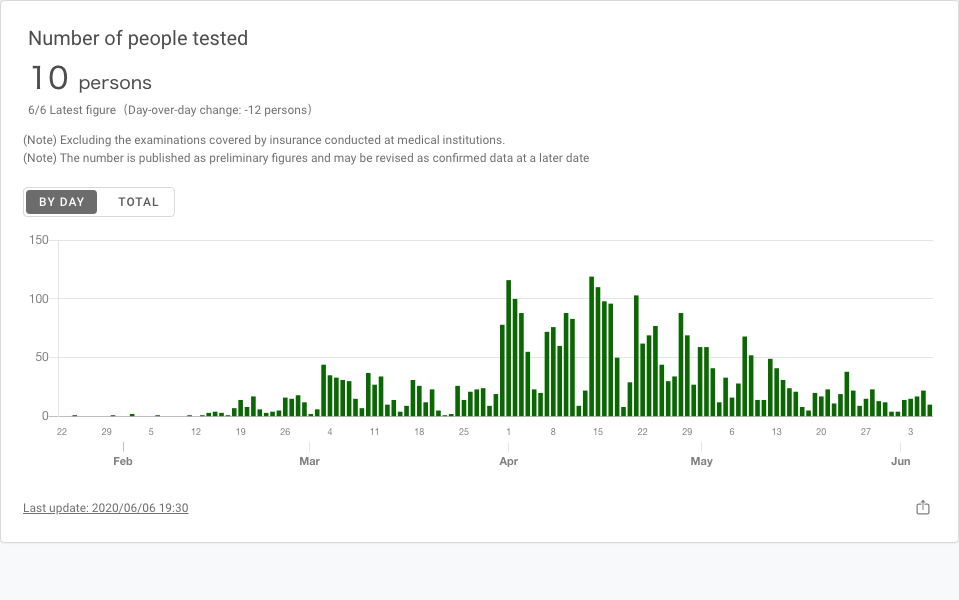 Number of people tested
10 persons
6/6 Latest figure（Day-over-day change: -12 persons）
(Note) Excluding the examinations covered by insurance conducted at medical institutions.
(Note) The number is published as preliminary figures and may be revised as confirmed data at a later date
BY DAY TOTAL
150
100
50
0
22 29 5 12 19 26 4 11 18 25 1 8 15 22 29 6 13 20 27 3
Feb Mar Apr May Jun
Last update: 2020/06/06 19:30